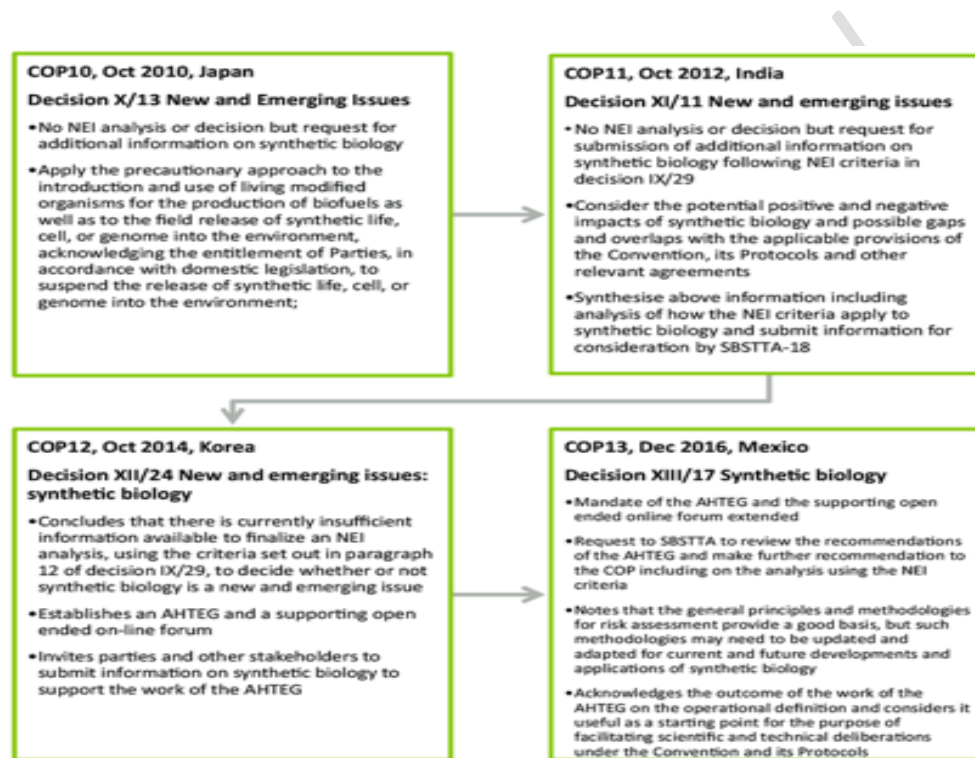 COP10, Oct 2010, Japan
Decision X/13 New and Emerging Issues
•No NEI analysis or decision but request for
additional information on synthetic biology
•Apply the precautionary approach to the
introduction and use of living modified
organisms for the production of biofuels as
well as to the field release of synthetic life,
cell, or genome into the environment,
acknowledging the entitlement of Parties, in
accordance with domestic legislation, to
suspend the release of synthetic life, cell, or
genome into the environment;
COP11, Oct 2012, India
Decision XI/11 New and emerging issues
•No NEI analysis or decision but request for
submission of additional information on
synthetic biology following NEI criteria in
decision IX/29
•Consider the potential positive and negative
impacts of synthetic biology and possible gaps
and overlaps with the applicable provisions of
the Convention, its Protocols and other
relevant agreements
•Synthesise above information including
analysis of how the NEI criteria apply to
synthetic biology and submit information for
consideration by SBSTTA-18
COP12, Oct 2014, Korea
Decision XII/24 New and emerging issues:
synthetic biology
•Concludes that there is currently insufficient
information available to finalize an NEI
analysis, using the criteria set out in paragraph
12 of decision IX/29, to decide whether or not
synthetic biology is a new and emerging issue
•Establishes an AHTEG and a supporting open
ended on-line forum
•Invites parties and other stakeholders to
submit information on synthetic biology to
support the work of the AHTEG
COP13, Dec 2016, Mexico
Decision XIII/17 Synthetic biology
•Mandate of the AHTEG and the supporting open
ended online forum extended
•Request to SBSTTA to review the recommendations
of the AHTEG and make further recommendation to
the COP including on the analysis using the NEI
criteria
•Notes that the general principles and methodologies
for risk assessment provide a good basis, but such
methodologies may need to be updated and
adapted for current and future developments and
applications of synthetic biology
•Acknowledges the outcome of the work of the
AHTEG on the operational definition and considers it
useful as a starting point for the purpose of
facilitating scientific and technical deliberations
under the Convention and its Protocols